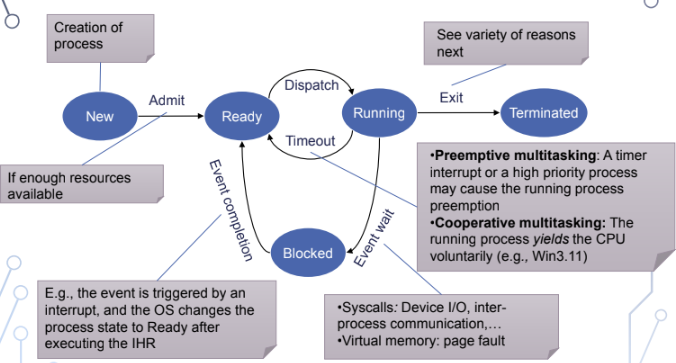 Creation of
process
See variety of reasons
next
New
Admit
Ready
Dispatch
Running
Exit
Terminated
Timeout
If enough resources
available
•Preemptive multitasking: A timer
interrupt or a high priority process
may cause the running process
preemption
•Cooperative multitasking: The
running process yields the CPU
voluntarily (e.g., Win3.11)
Event completion
Event wait
Blocked
E.g., the event is triggered by an
interrupt, and the OS changes the
process state to Ready after
executing the IHR
•Syscalls: Device I/O, inter-
process communication,...
•Virtual memory: page fault